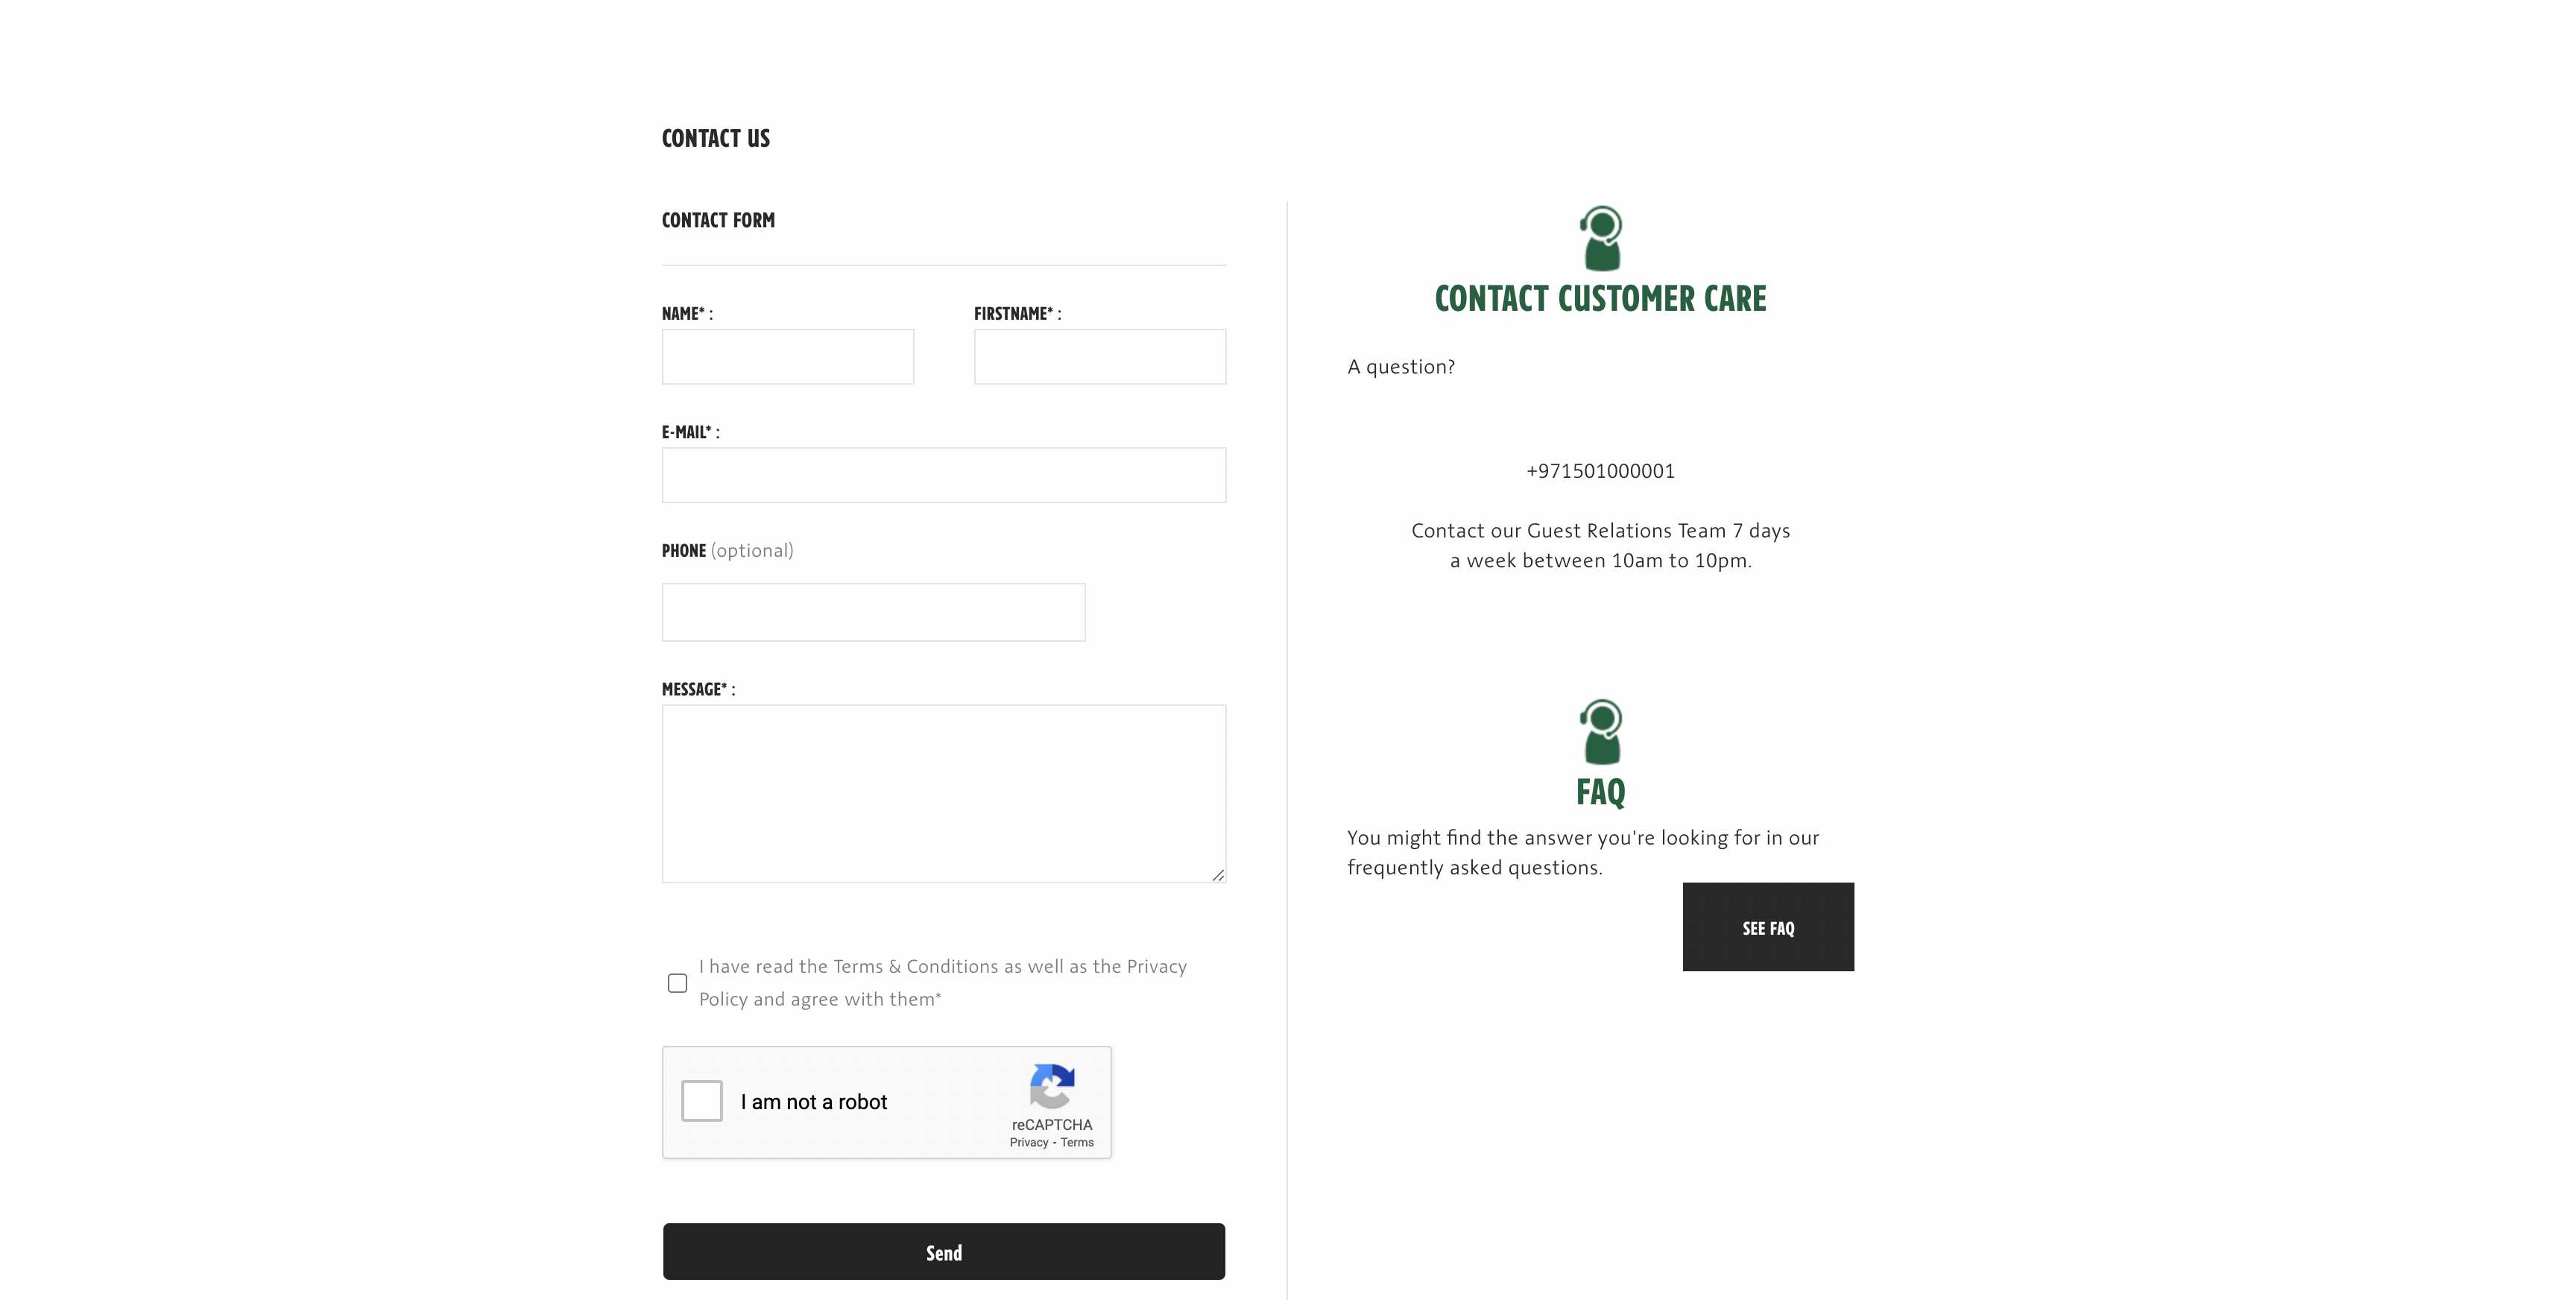 CONTACT US
CONTACT FORM
NAME* :
FIRSTNAME* :
E-MAIL* :
PHONE (optional)
MESSAGE* :
I have read the Terms & Conditions as well as the Privacy
Policy and agree with them*
I am not a robot
reCAPTCHA
Privacy - Terms
Send
CONTACT CUSTOMER CARE
A question?
+971501000001
Contact our Guest Relations Team 7 days
a week between 10am to 10pm.
FAQ
You might find the answer you're looking for in our
frequently asked questions.
SEE FAQ